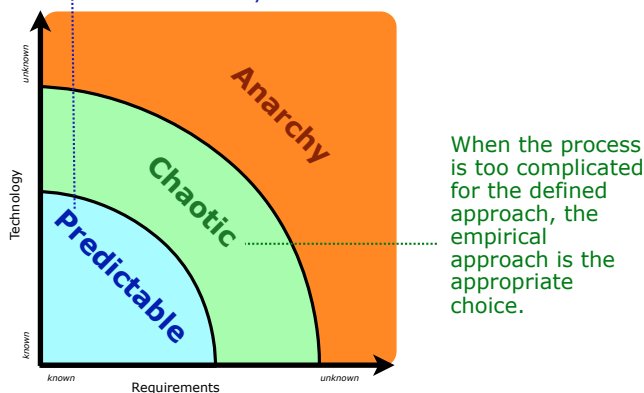 unknown
Anarchy
Chaotic
Predictable
Technology
When the process
is too complicated
for the defined
approach, the
empirical
approach is the
appropriate
choice.
known
known
unknown
Requirements